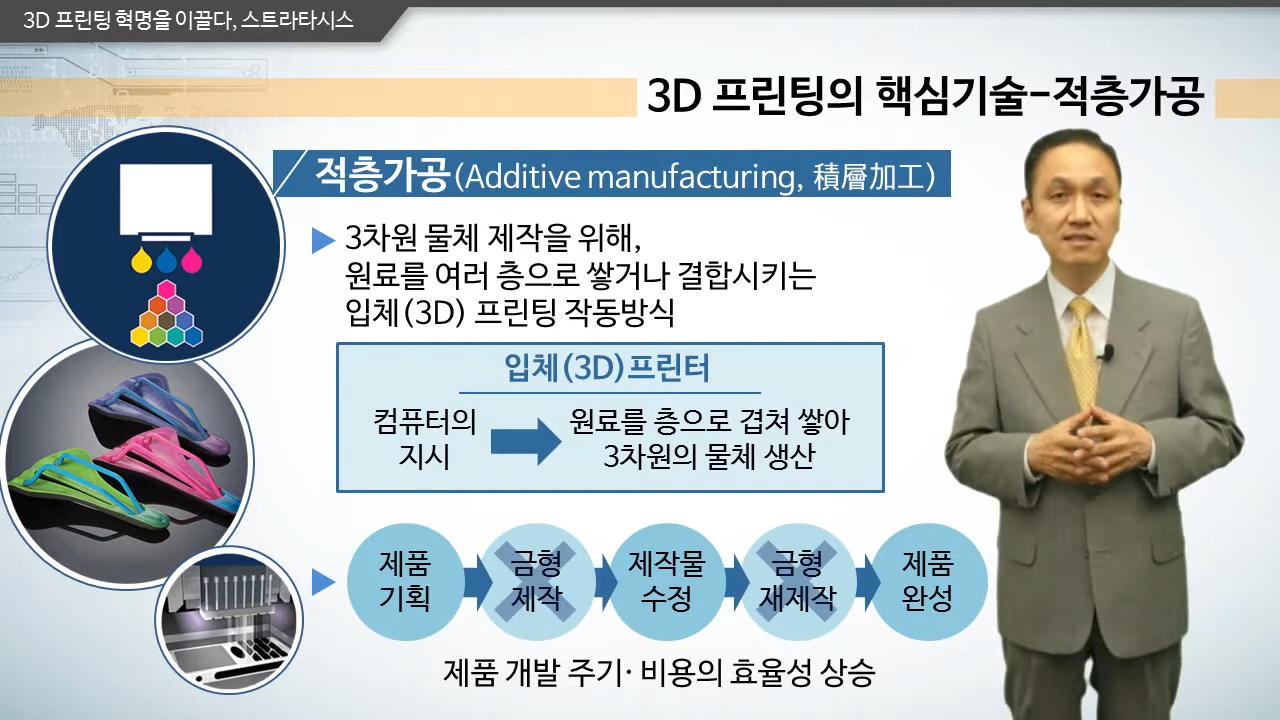 3D 프린팅 혁명을 이끌다, 스트라타시스
3D 프린팅의 핵심기술-적층가공
적층가공(Additive manufacturing, 積層加工)
3차원 물체 제작을 위해,
원료를 여러 층으로 쌓거나 결합시키는
입체(3D) 프린팅 작동방식
입체(3D)프린터
컴퓨터의
지시
원료를 층으로 겹쳐 쌓아
3차원의 물체 생산
제품
기획
금형
제작
제작물
수정
금형
재제작
제품
완성
제품 개발 주기· 비용의 효율성 상승